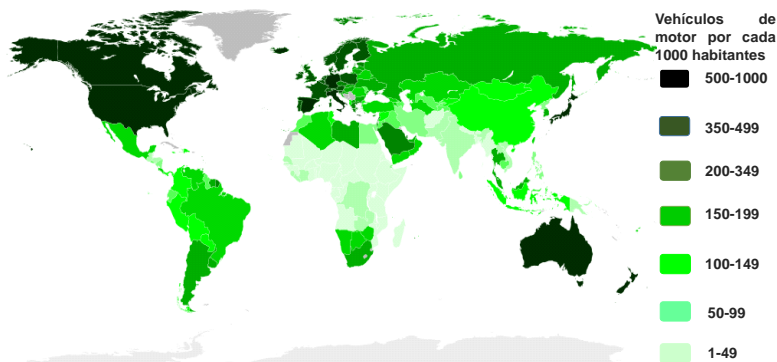 Vehículos de
motor por cada
1000 habitantes
500-1000
350-499
200-349
150-199
100-149
50-99
1-49